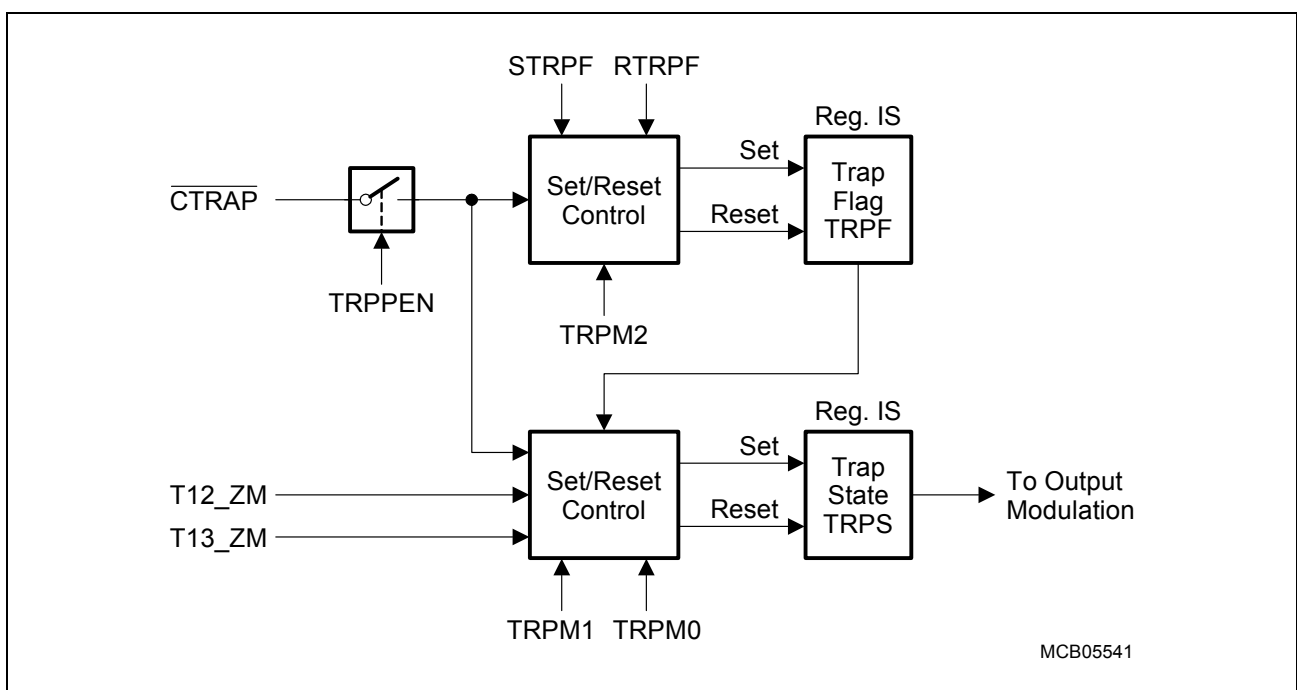 STRPF RTRPF
Reg. IS
CTRAP
Set/Reset
Control
Set
Reset
Trap
Flag
TRPF
TRPPEN
TRPM2
Reg. IS
T12_ZM
T13_ZM
Set/Reset
Control
Set
Reset
Trap
State
TRPS
To Output
Modulation
TRPM1 TRPM0
MCB05541